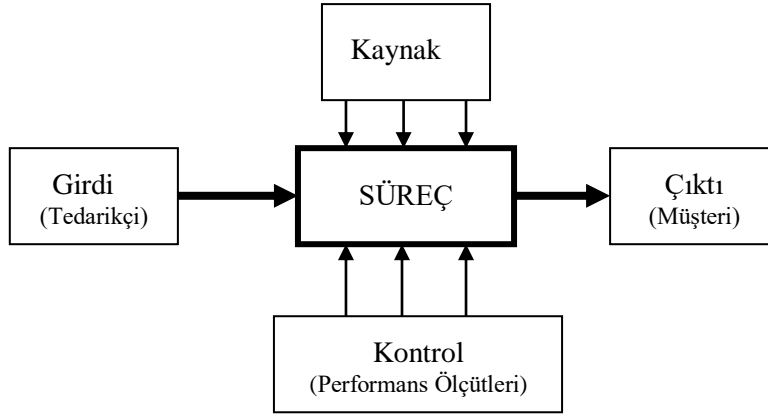 Kaynak
Girdi
(Tedarikçi)
SÜREÇ
Çıktı
(Müşteri)
Kontrol
(Performans Ölçütleri)